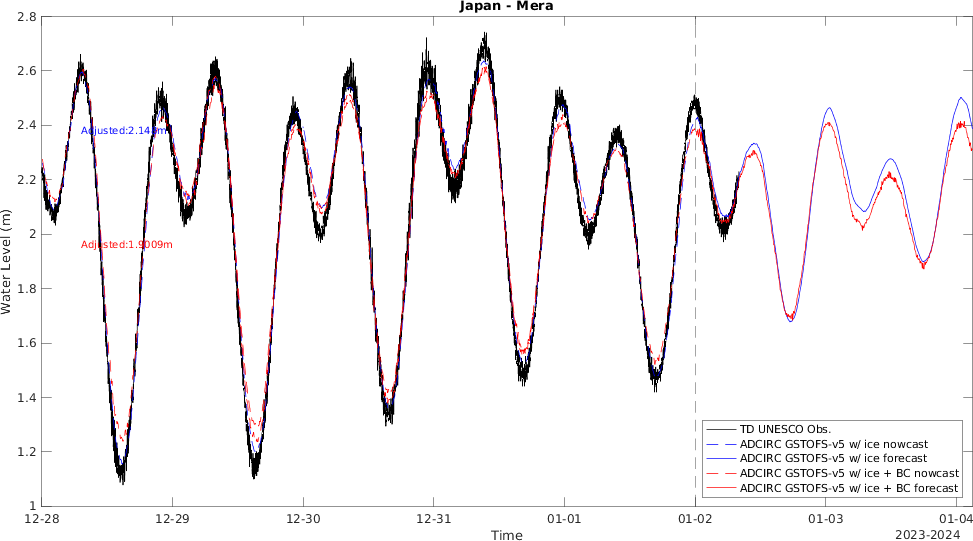 Japan - Mera
2.8
2.6
2.4
2.2
2
1.8
1.6
1.4
1.2
1
Water Level (m)
Adjusted:1.9009m
TD UNESCO Obs.
ADCIRC GSTOFS-v5 w/ ice nowcast
ADCIRC GSTOFS-v5 w/ ice forecast
ADCIRC GSTOFS-v5 w/ ice + BC nowcast
ADCIRC GSTOFS-v5 w/ ice + BC forecast
12-28 12-29 12-30 12-31 01-01 01-02 01-03 01-04
Time
2023-2024